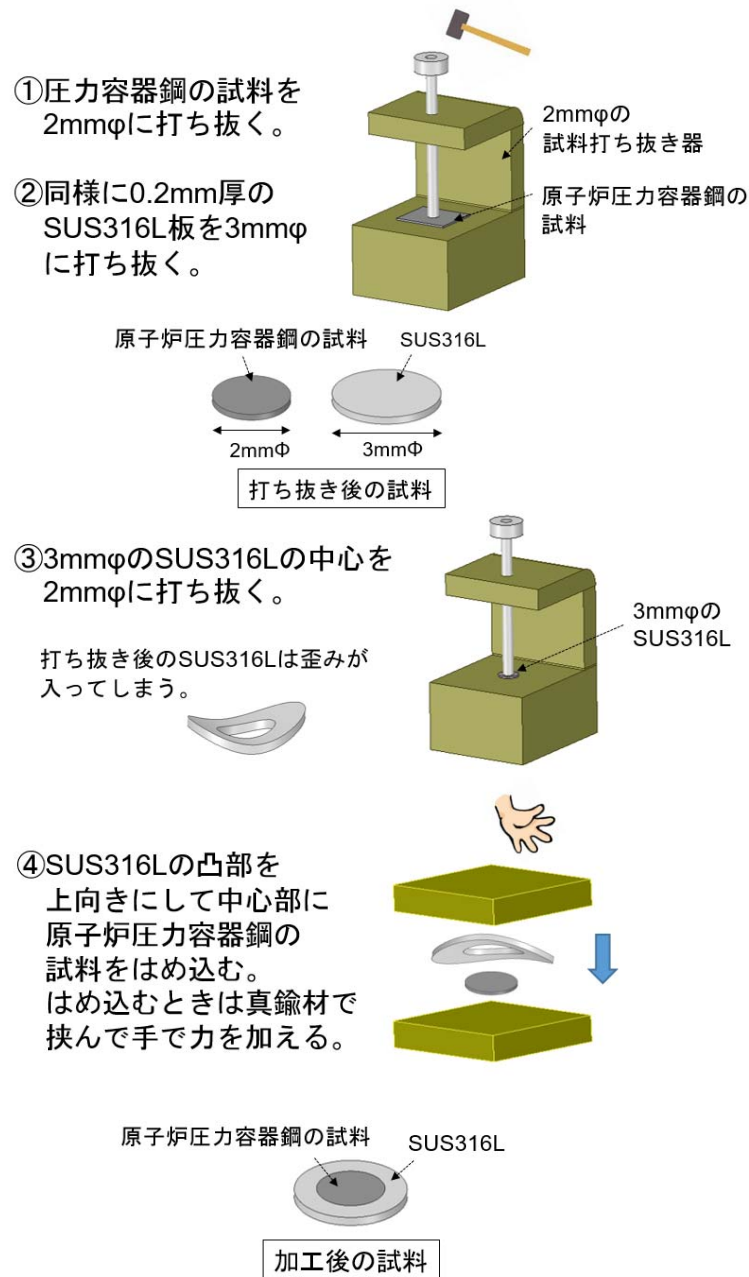 ①圧力容器鋼の試料を
2mmφに打ち抜く。
2mmφの
試料打ち抜き器
②同様に0.2mm厚の
SUS316L板を3mmφ
に打ち抜く。
原子炉圧力容器鋼の
試料
原子炉圧力容器鋼の試料
SUS316L
2mmΦ
3mmΦ
打ち抜き後の試料
③3mmφのSUS316Lの中心を
2mmφに打ち抜く。
3mmφの
SUS316L
打ち抜き後のSUS316Lは歪みが
入ってしまう。
④SUS316Lの凸部を
上向きにして中心部に
原子炉圧力容器鋼の
試料をはめ込む。
はめ込むときは真鍮材で
挟んで手で力を加える。
原子炉圧力容器鋼の試料
SUS316L
加工後の試料